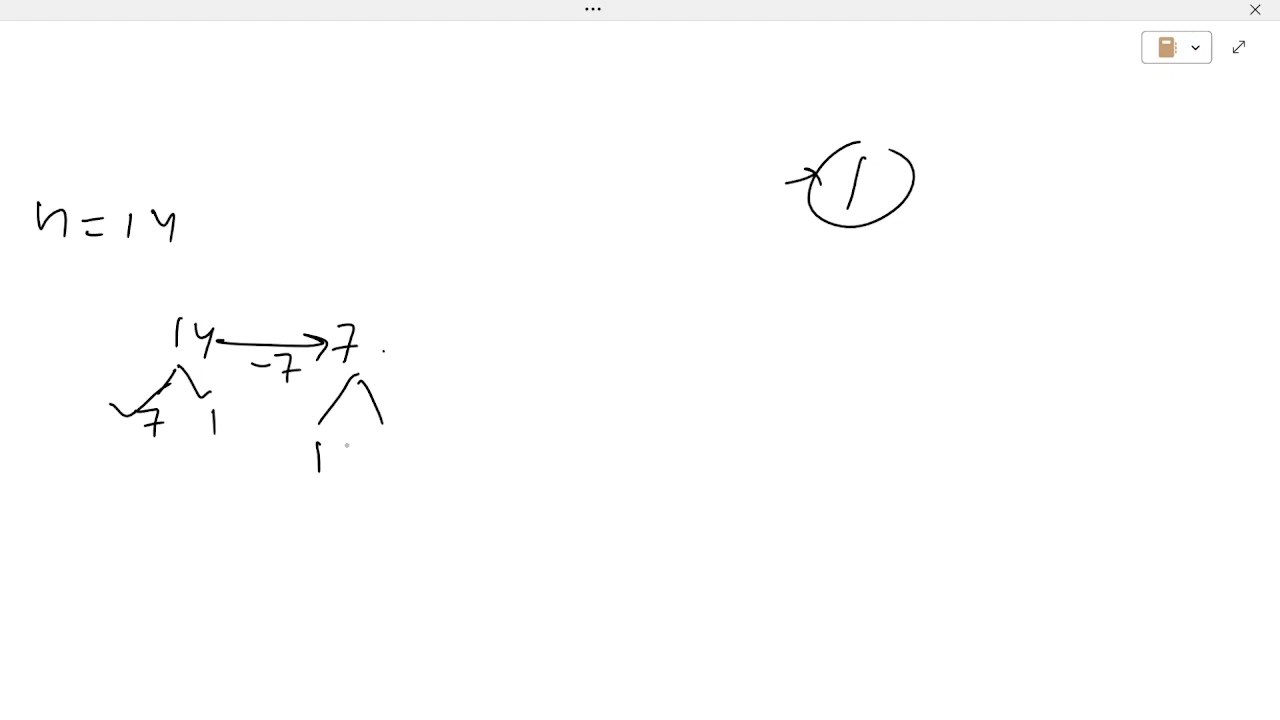 1
n = 14
14 → 7
-7
7 1
1